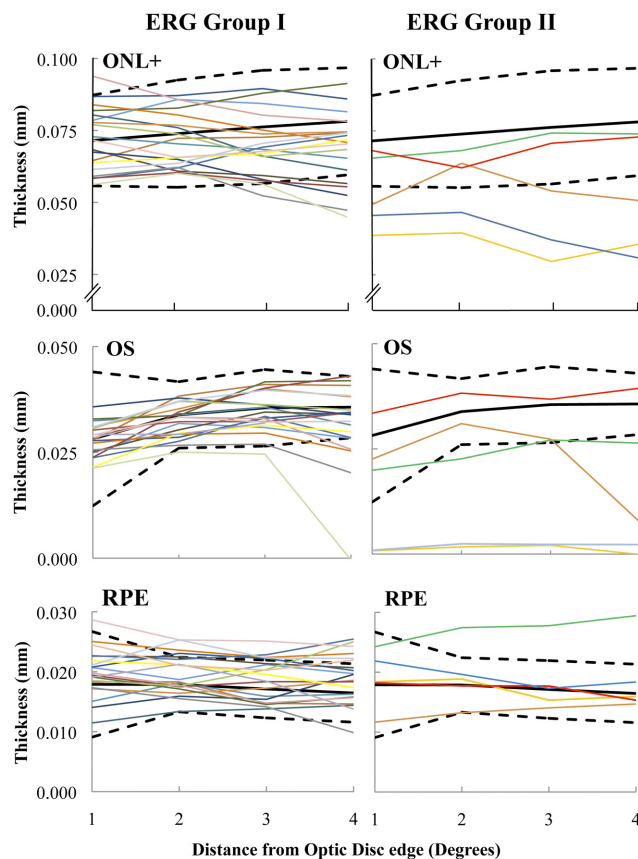 ERG Group I ERG Group II
ONL+ ONL+
0.100
0.075
0.050
0.025
0.000
Thickness (mm)
OS OS
0.050
0.025
0.000
Thickness (mm)
RPE RPE
0.030
0.020
0.010
0.000
Thickness (mm)
1 2 3 4 1 2 3 4
Distance from Optic Disc edge (Degrees)